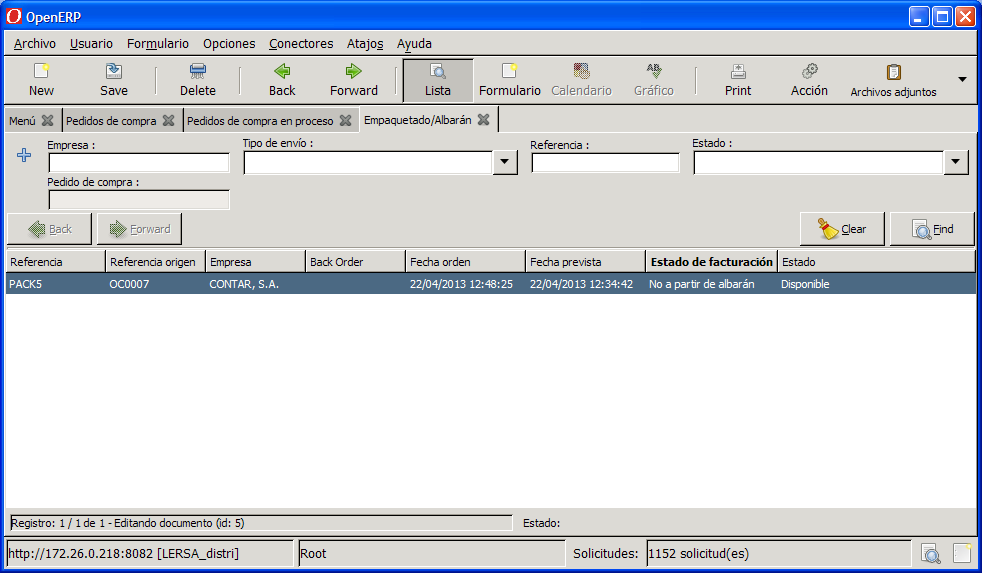 OpenERP
Archivo Usuario Formulario Opciones Conectores Atajos Ayuda
New Save Delete Back Forward Lista Formulario Calendario Gráfico Print Acción Archivos adjuntos
Menú Pedidos de compra Pedidos de compra en proceso Empaquetado/Albarán
Empresa : Tipo de envío : Referencia : Estado :
Pedido de compra :
Back Forward Clear Find
Referencia Referencia origen Empresa Back Order Fecha orden Fecha prevista Estado de facturación Estado
PACK5 OC0007 CONTAR, S.A. 22/04/2013 12:48:25 22/04/2013 12:34:42 No a partir de albarán Disponible
Registro: 1 / 1 de 1 - Editando documento (id: 5) Estado:
http://172.26.0.218:8082 [LERSA_distri] Root Solicitudes: 1152 solicitud(es)